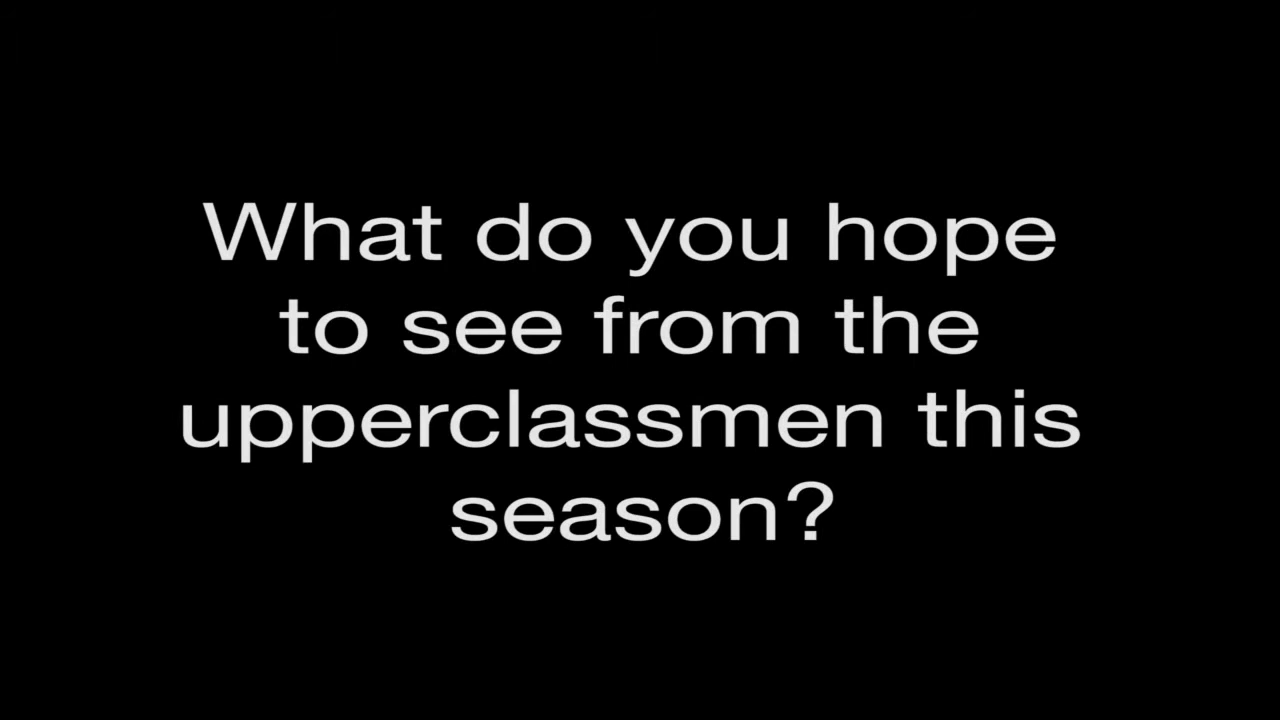 What do you hope
to see from the
upperclassmen this
season?